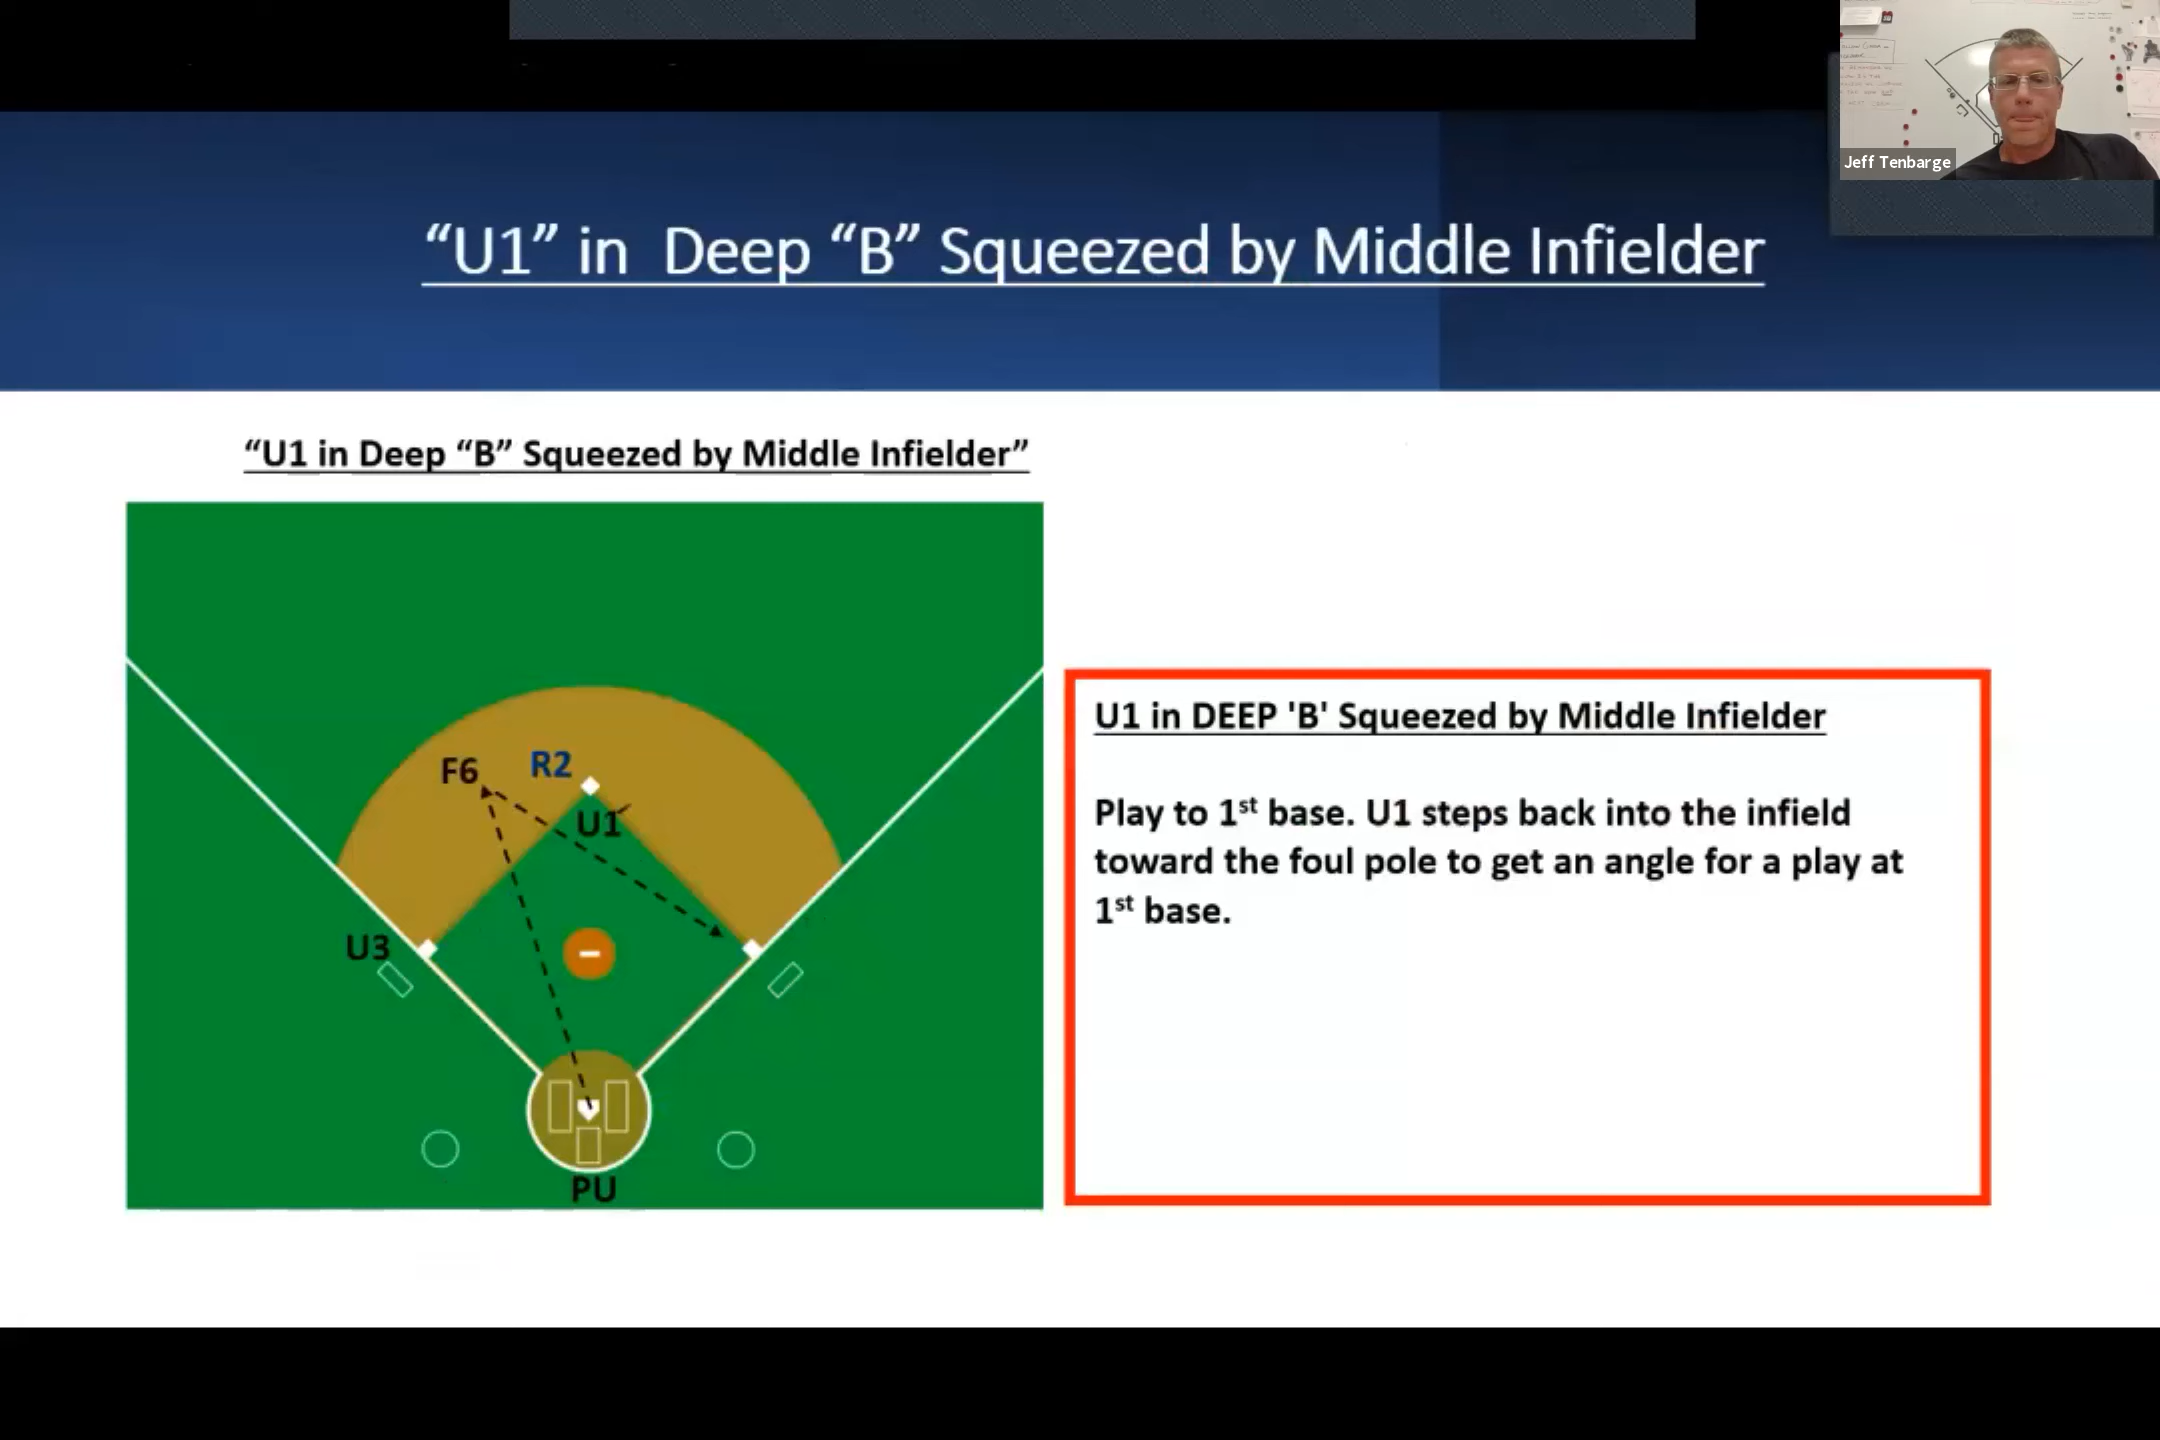 Jeff Tenbarge
“U1” in  Deep “B” Squeezed by Middle Infielder
“U1 in Deep “B” Squeezed by Middle Infielder”
F6
R2
U1
U3
PU
U1 in DEEP 'B' Squeezed by Middle Infielder
Play to 1st base. U1 steps back into the infield
toward the foul pole to get an angle for a play at
1st base.